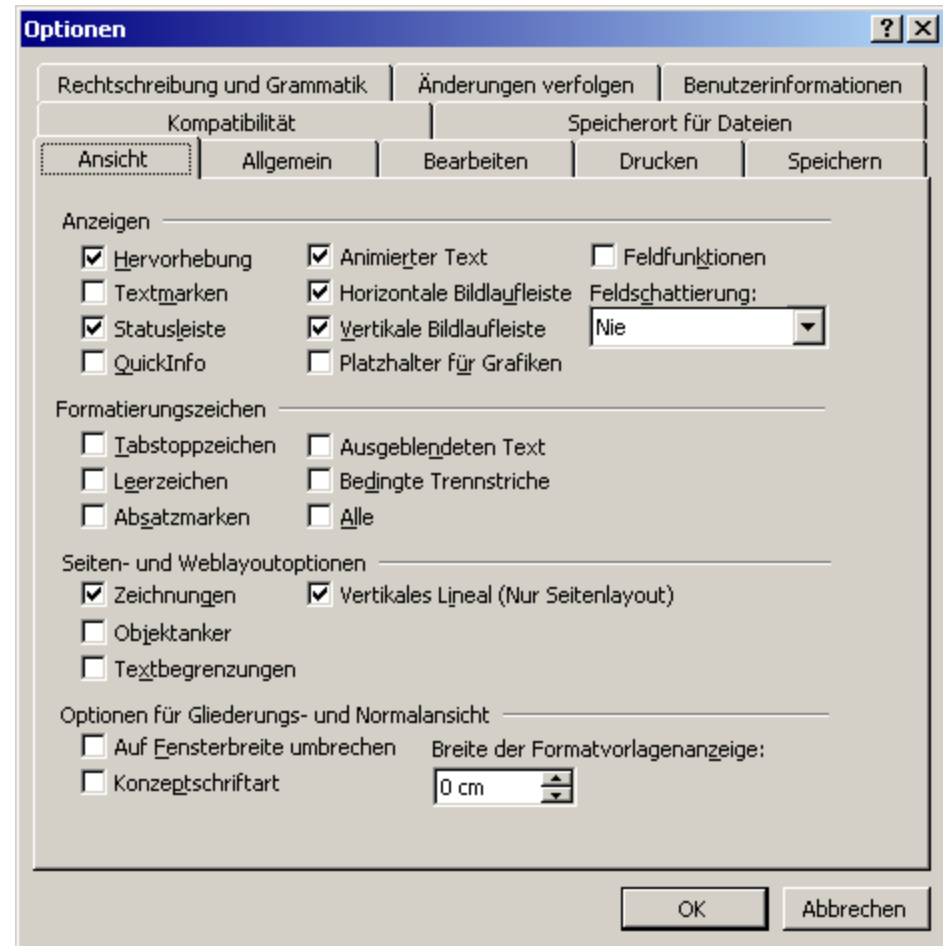 Optionen
Rechtschreibung und Grammatik Änderungen verfolgen Benutzerinformationen
Kompatibilität Speicherort für Dateien
Ansicht Allgemein Bearbeiten Drucken Speichern
Anzeigen
Hervorhebung Animierter Text Feldfunktionen
Textmarken Horizontale Bildlaufleiste Feldschattierung:
Statusleiste Vertikale Bildlaufleiste Nie
QuickInfo Platzhalter für Grafiken
Formatierungszeichen
Tabstoppzeichen Ausgeblendeten Text
Leerzeichen Bedingte Trennstriche
Absatzmarken Alle
Seiten- und Weblayoutoptionen
Zeichnungen Vertikales Lineal (Nur Seitenlayout)
Objektanker
Textbegrenzungen
Optionen für Gliederungs- und Normalansicht
Auf Fensterbreite umbrechen Breite der Formatvorlagenanzeige:
Konzeptschriftart 0 cm
OK Abbrechen